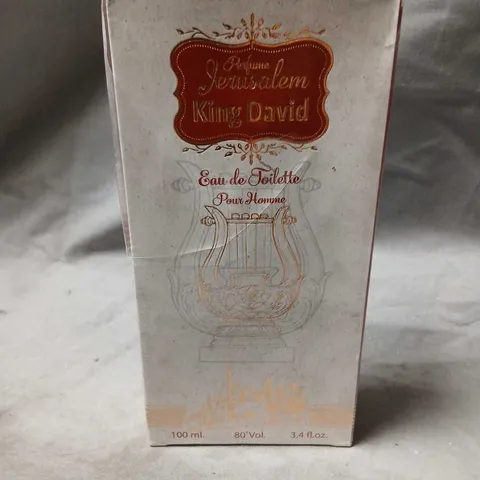 Perfume
Jerusalem
King David
Eau de Toilette
Pour Homme
100 ml. 80°Vol. 3.4 fl.oz.